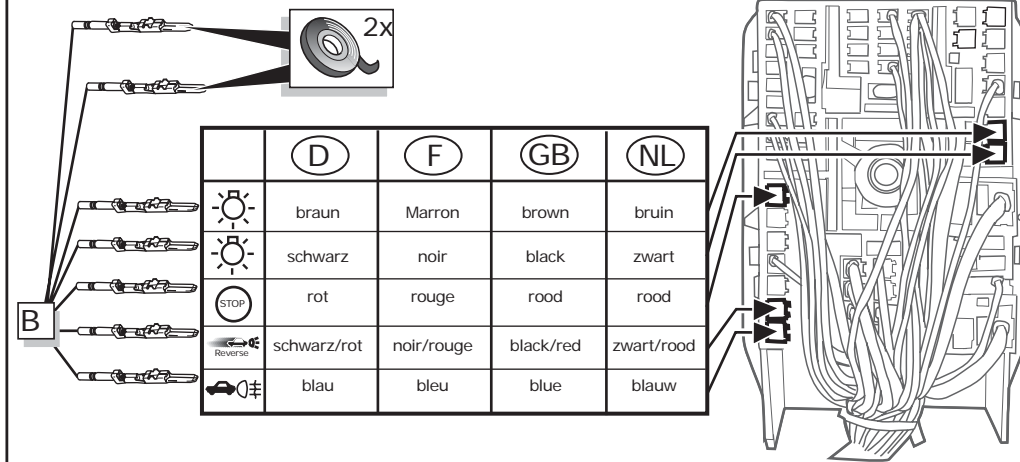 2x
D F GB NL
braun Marron brown bruin
schwarz noir black zwart
STOP rot rouge rood rood
B
Reverse schwarz/rot noir/rouge black/red zwart/rood
blau bleu blue blauw